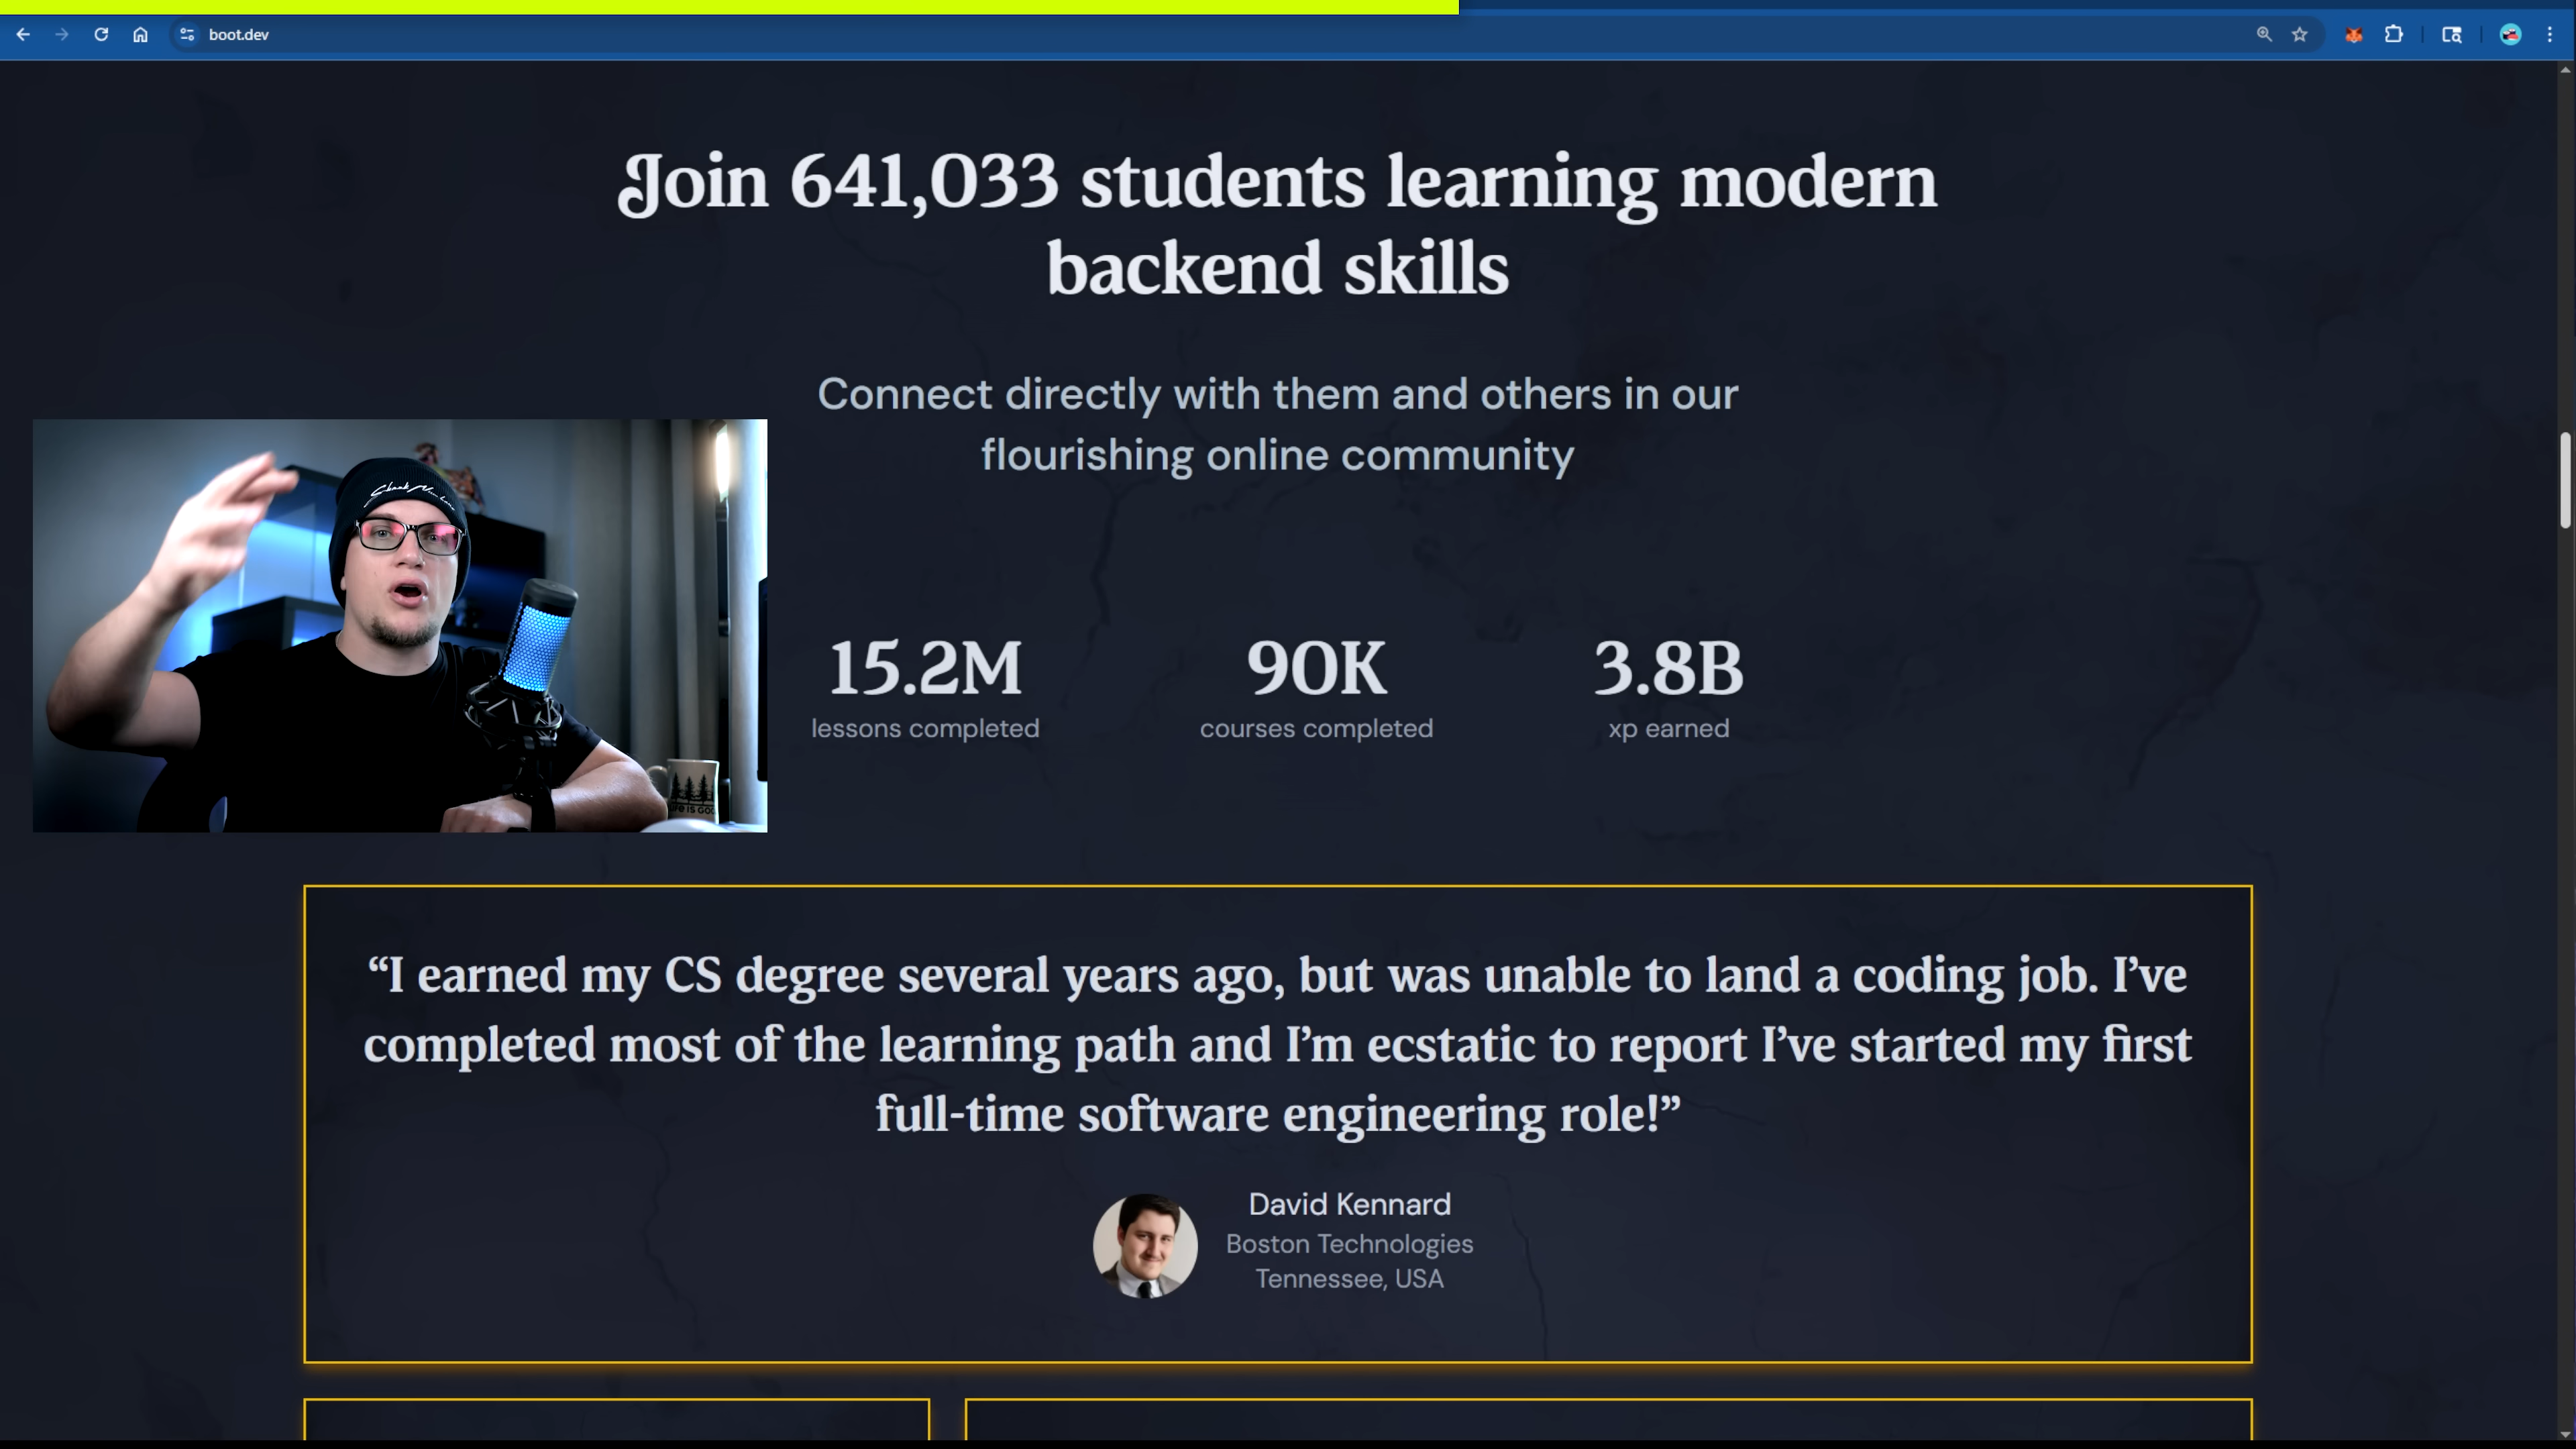 boot.dev
Join 641,033 students learning modern
backend skills
Connect directly with them and others in our
flourishing online community
15.2M
lessons completed
90K
courses completed
3.8B
xp earned
“I earned my CS degree several years ago, but was unable to land a coding job. I’ve
completed most of the learning path and I’m ecstatic to report I’ve started my first
full-time software engineering role!”
David Kennard
Boston Technologies
Tennessee, USA